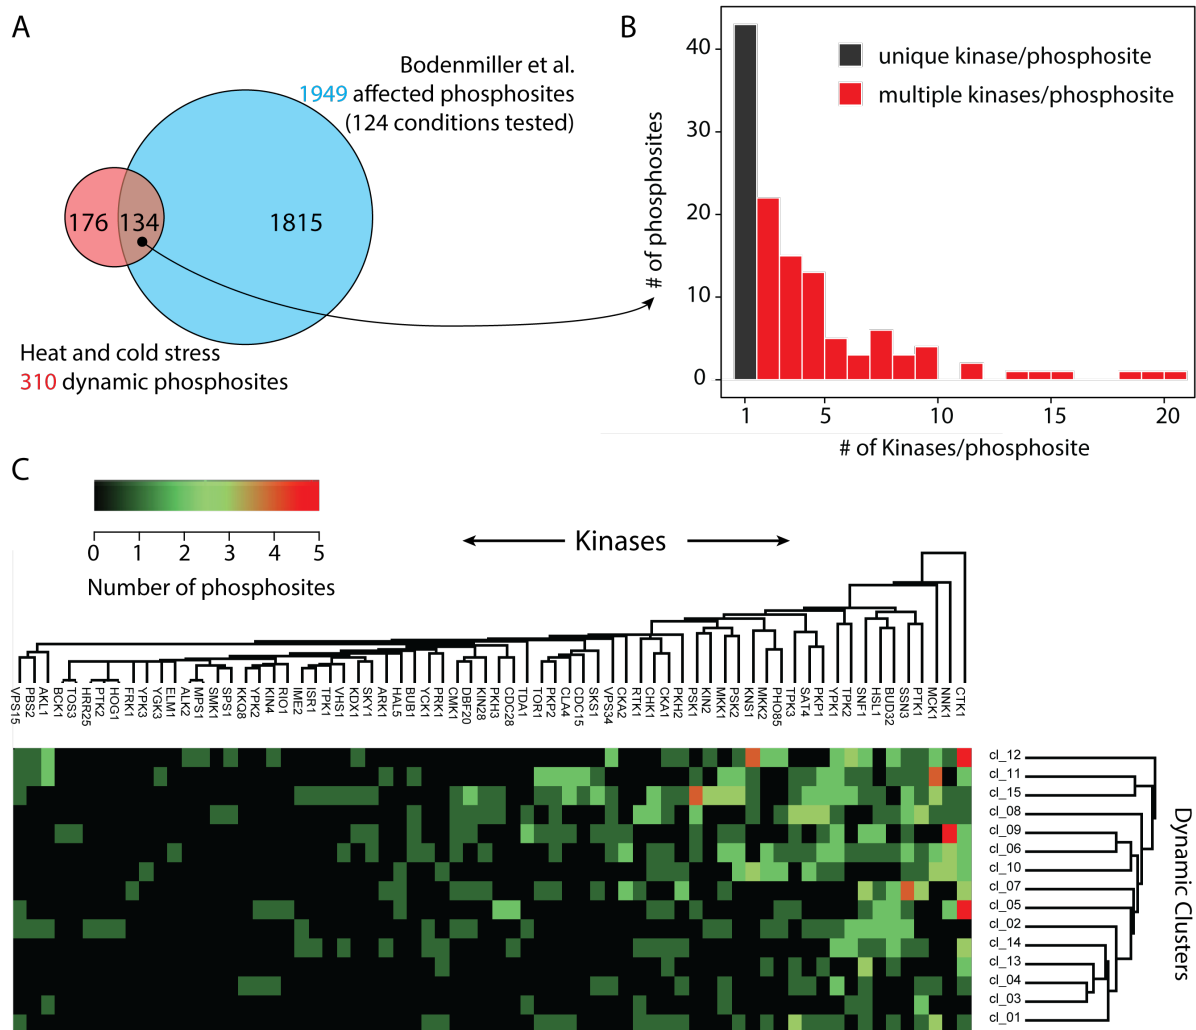 A
Bodenmiller et al.
1949 affected phosphosites
(124 conditions tested)
176
134
1815
Heat and cold stress
310 dynamic phosphosites
B
unique kinase/phosphosite
multiple kinases/phosphosite
# of phosphosites
40
30
20
10
0
1
5
10
15
20
# of Kinases/phosphosite
C
0
1
2
3
4
5
Number of phosphosites
Kinases
VPS15
PBS2
AKL1
BCK1
TOS3
HRR25
PTK2
HOG1
FRK1
YPK3
YGK3
ELM1
ALK2
MPS1
SMK1
SPS1
KKQ8
YPK2
KIN4
RIO1
IME2
ISR1
TPK1
VHS1
KDX1
SKY1
ARK1
HAL5
BUB1
YCK1
PRK1
CMK1
DBF20
KIN28
PKH3
CDC28
TDA1
TOR1
PKP2
CLA4
CDC15
SKS1
VPS34
CKA2
RTK1
CHK1
CKA1
PKH2
PSK1
KIN2
MKK1
PSK2
KNS1
MKK2
PHO85
TPK3
SAT4
PKP1
YPK1
TPK2
SNF1
HSL1
BUD32
SSN3
PTK1
MCK1
NNK1
CTK1
cl_12
cl_11
cl_15
cl_08
cl_09
cl_06
cl_10
cl_07
cl_05
cl_02
cl_14
cl_13
cl_04
cl_03
cl_01
Dynamic Clusters